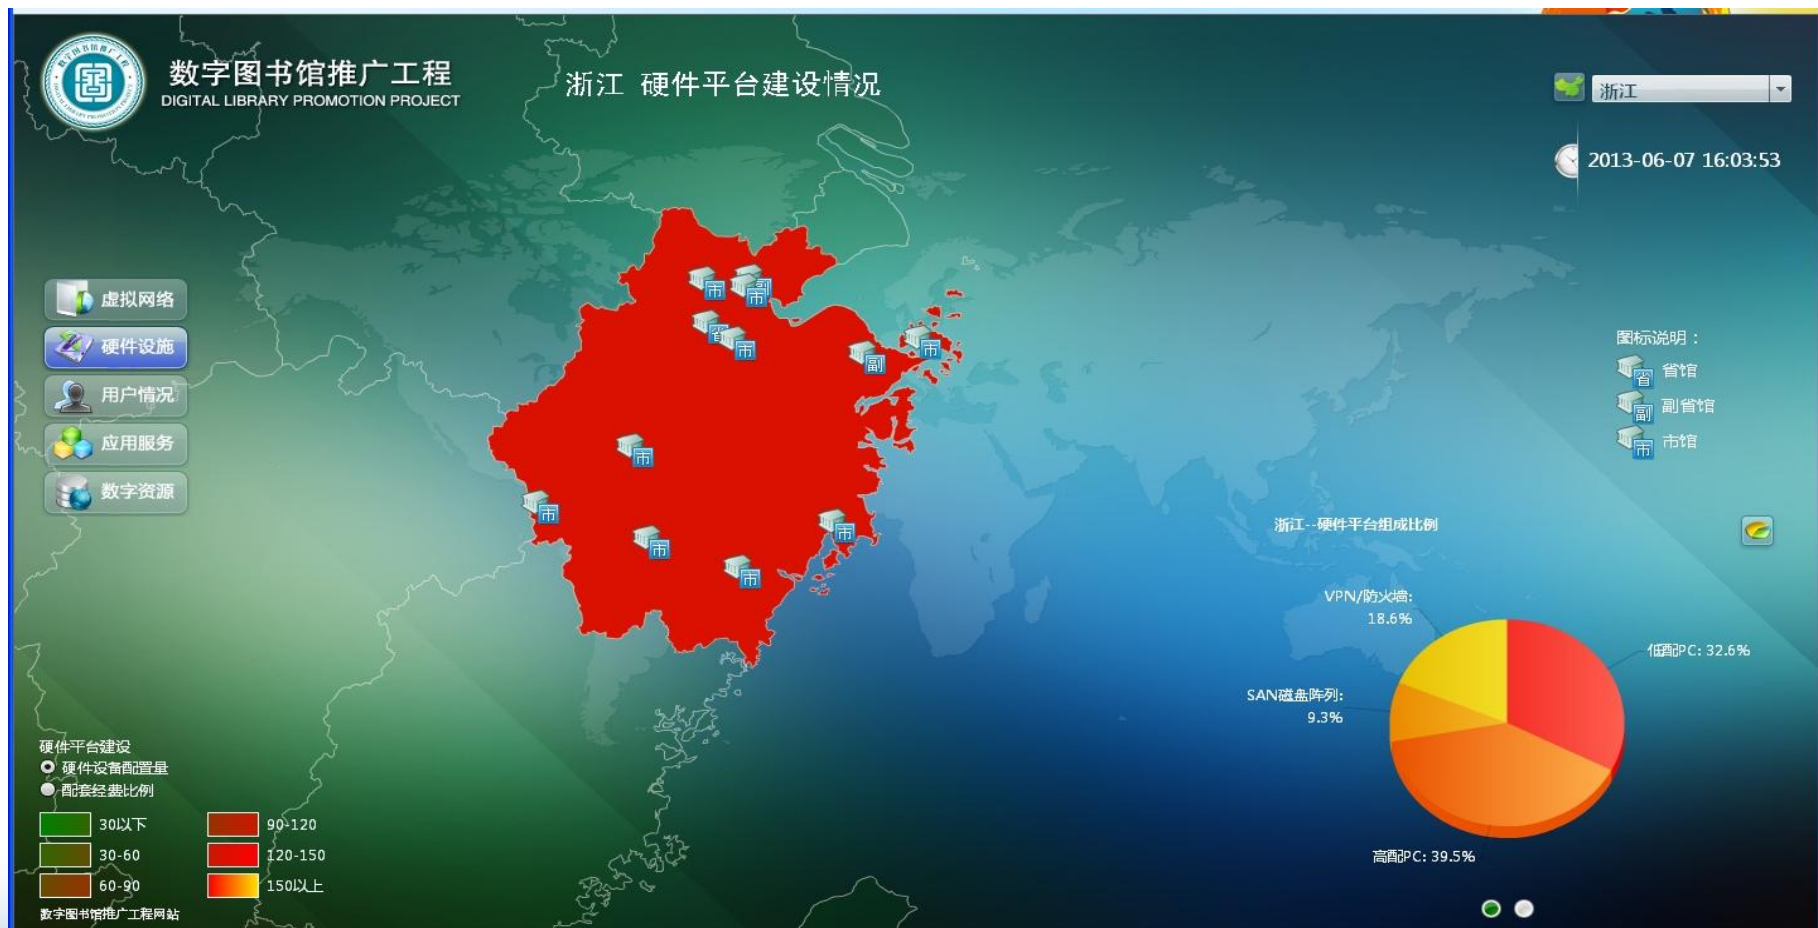 数字图书馆推广工程
DIGITAL LIBRARY PROMOTION PROJECT
浙江 硬件平台建设情况
浙江
2013-06-07 16:03:53
虚拟网络
硬件设施
用户情况
应用服务
数字资源
市
副
市
省
市
副
市
市
市
市
市
市
图标说明：
省 省馆
副 副省馆
市 市馆
浙江--硬件平台组成比例
VPN/防火墙:
18.6%
低配PC: 32.6%
SAN磁盘阵列:
9.3%
高配PC: 39.5%
硬件平台建设
硬件设备配置量
配套经费比例
30以下
90-120
30-60
120-150
60-90
150以上
数字图书馆推广工程网站